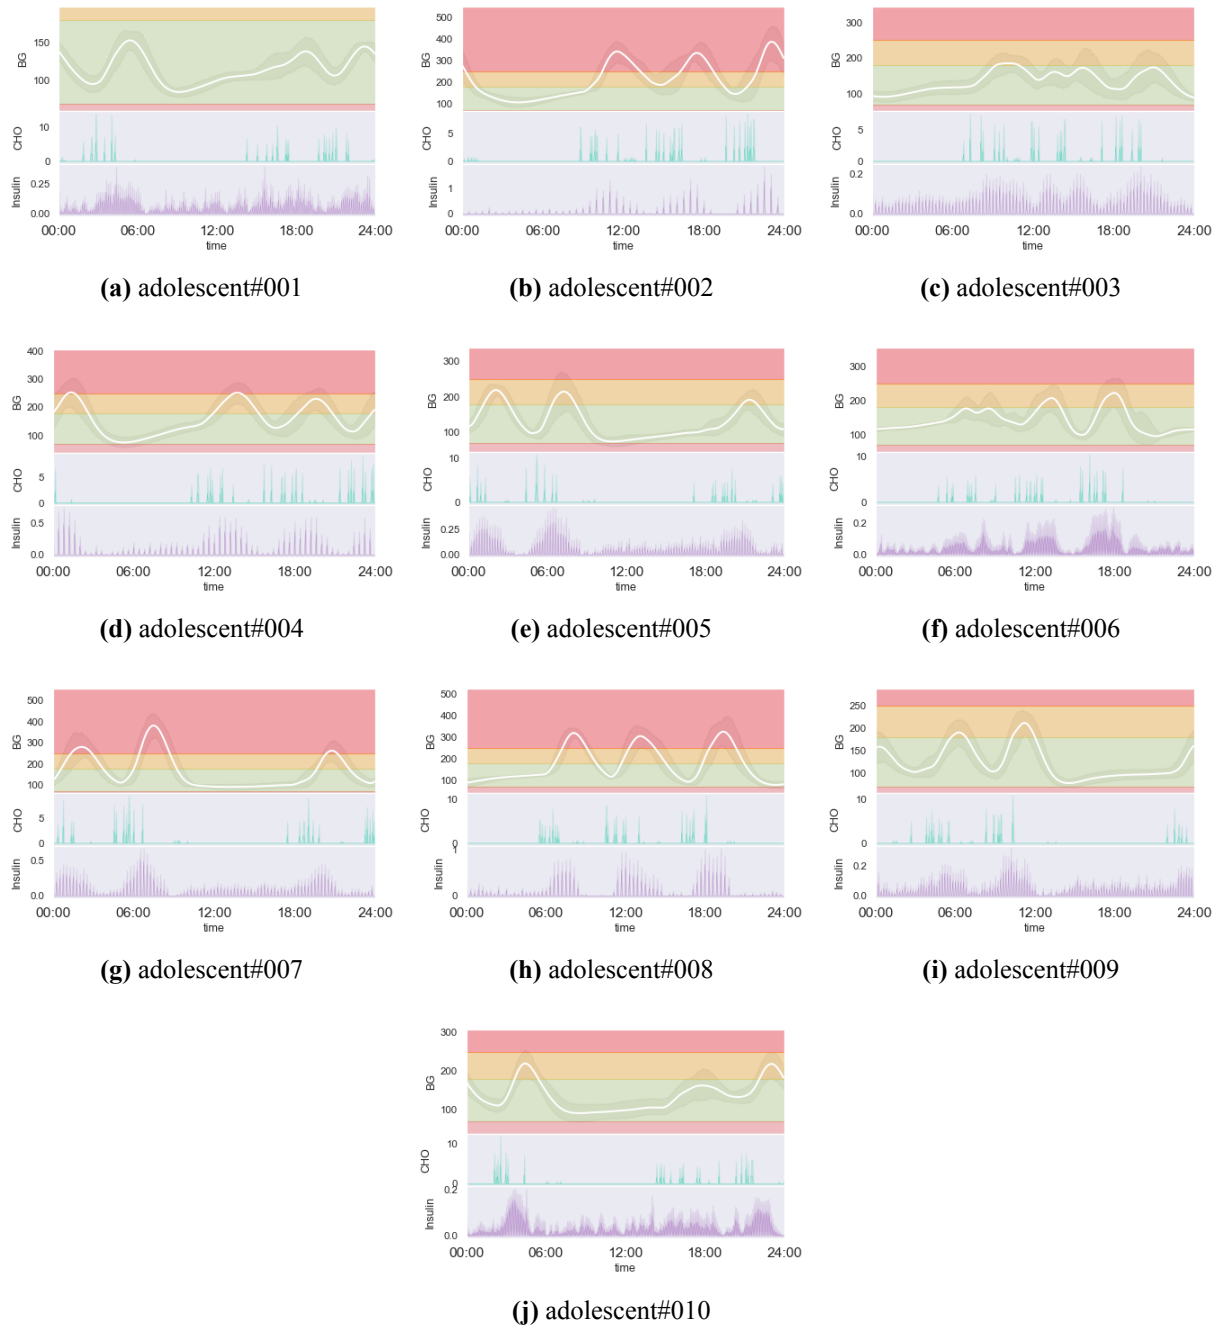 150
100
BG
10
0
CHO
0.25
0.00
Insulin
00:00 06:00 12:00 18:00 24:00
time
(a) adolescent#001
500
400
300
200
100
BG
5
0
CHO
1
0
Insulin
00:00 06:00 12:00 18:00 24:00
time
(b) adolescent#002
300
200
100
BG
5
0
CHO
0.2
0.0
Insulin
00:00 06:00 12:00 18:00 24:00
time
(c) adolescent#003
400
300
200
100
BG
5
0
CHO
0.5
0.0
Insulin
00:00 06:00 12:00 18:00 24:00
time
(d) adolescent#004
300
200
100
BG
10
0
CHO
0.25
0.00
Insulin
00:00 06:00 12:00 18:00 24:00
time
(e) adolescent#005
300
200
100
BG
10
0
CHO
0.2
0.0
Insulin
00:00 06:00 12:00 18:00 24:00
time
(f) adolescent#006
500
400
300
200
100
BG
5
0
CHO
0.5
0.0
Insulin
00:00 06:00 12:00 18:00 24:00
time
(g) adolescent#007
500
400
300
200
100
BG
10
0
CHO
1
0
Insulin
00:00 06:00 12:00 18:00 24:00
time
(h) adolescent#008
250
200
150
100
BG
10
0
CHO
0.2
0.0
Insulin
00:00 06:00 12:00 18:00 24:00
time
(i) adolescent#009
300
200
100
BG
10
0
CHO
0.2
0.0
Insulin
00:00 06:00 12:00 18:00 24:00
time
(j) adolescent#010